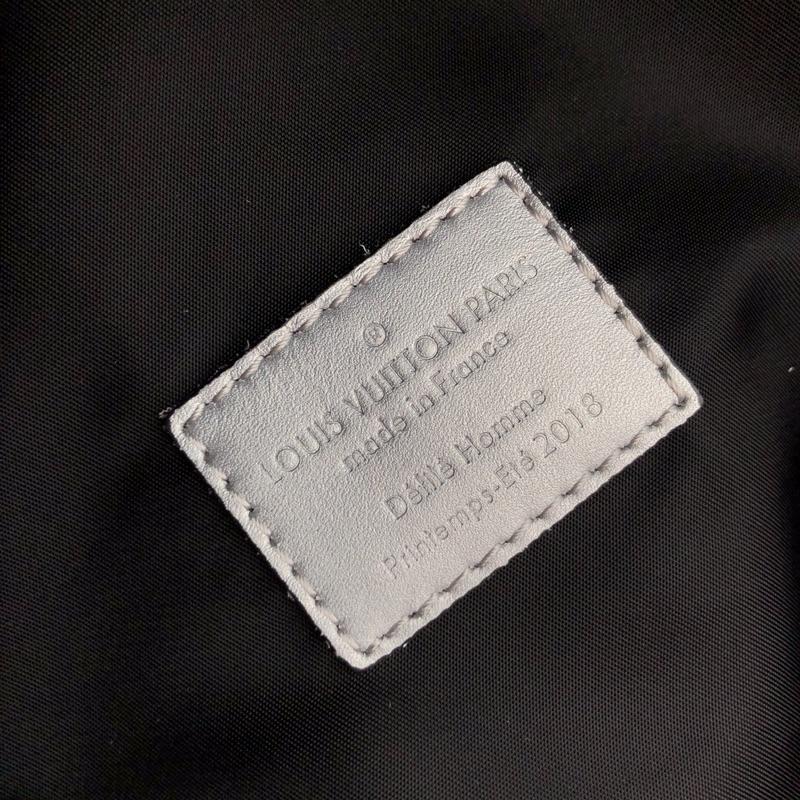 ®
LOUIS VUITTON PARIS
made in France
Défilé Homme
Printemps-Eté 2018